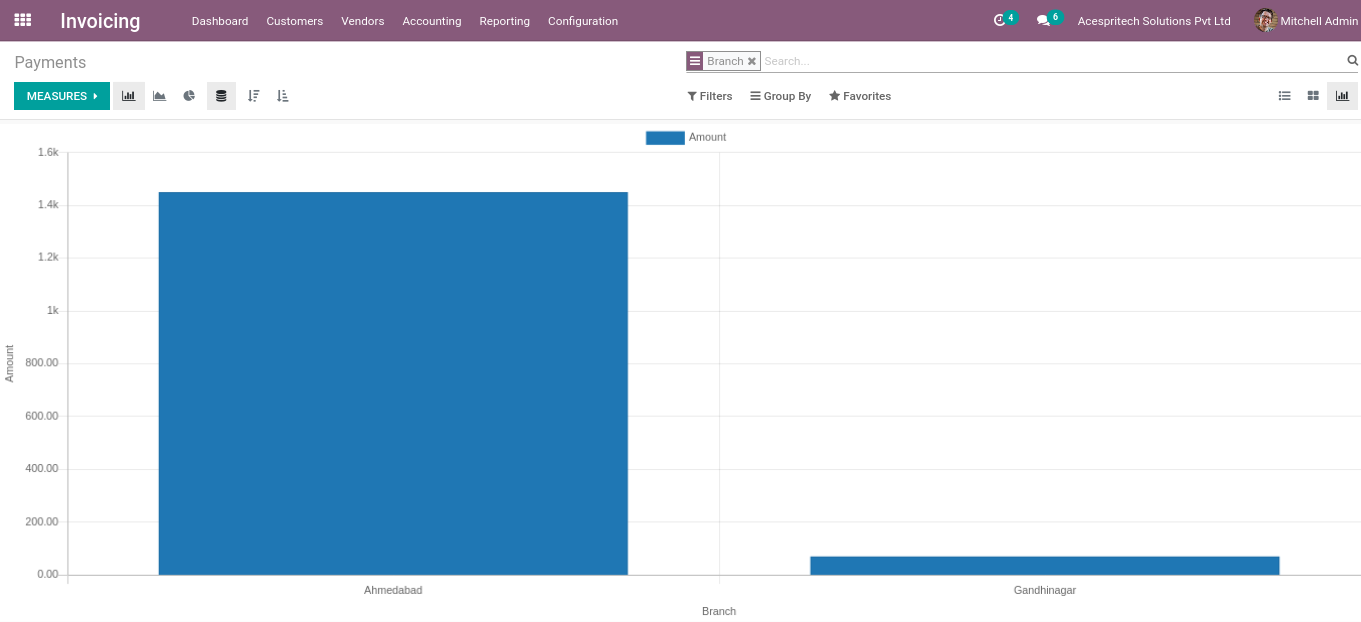 Invoicing Dashboard Customers Vendors Accounting Reporting Configuration 4 6 Acespritech Solutions Pvt Ltd Mitchell Admin
Payments
Branch Search...
MEASURES
Filters Group By Favorites
Amount
1.6k
1.4k
1.2k
1k
800.00
600.00
400.00
200.00
0.00
Amount
Ahmedabad Gandhinagar
Branch